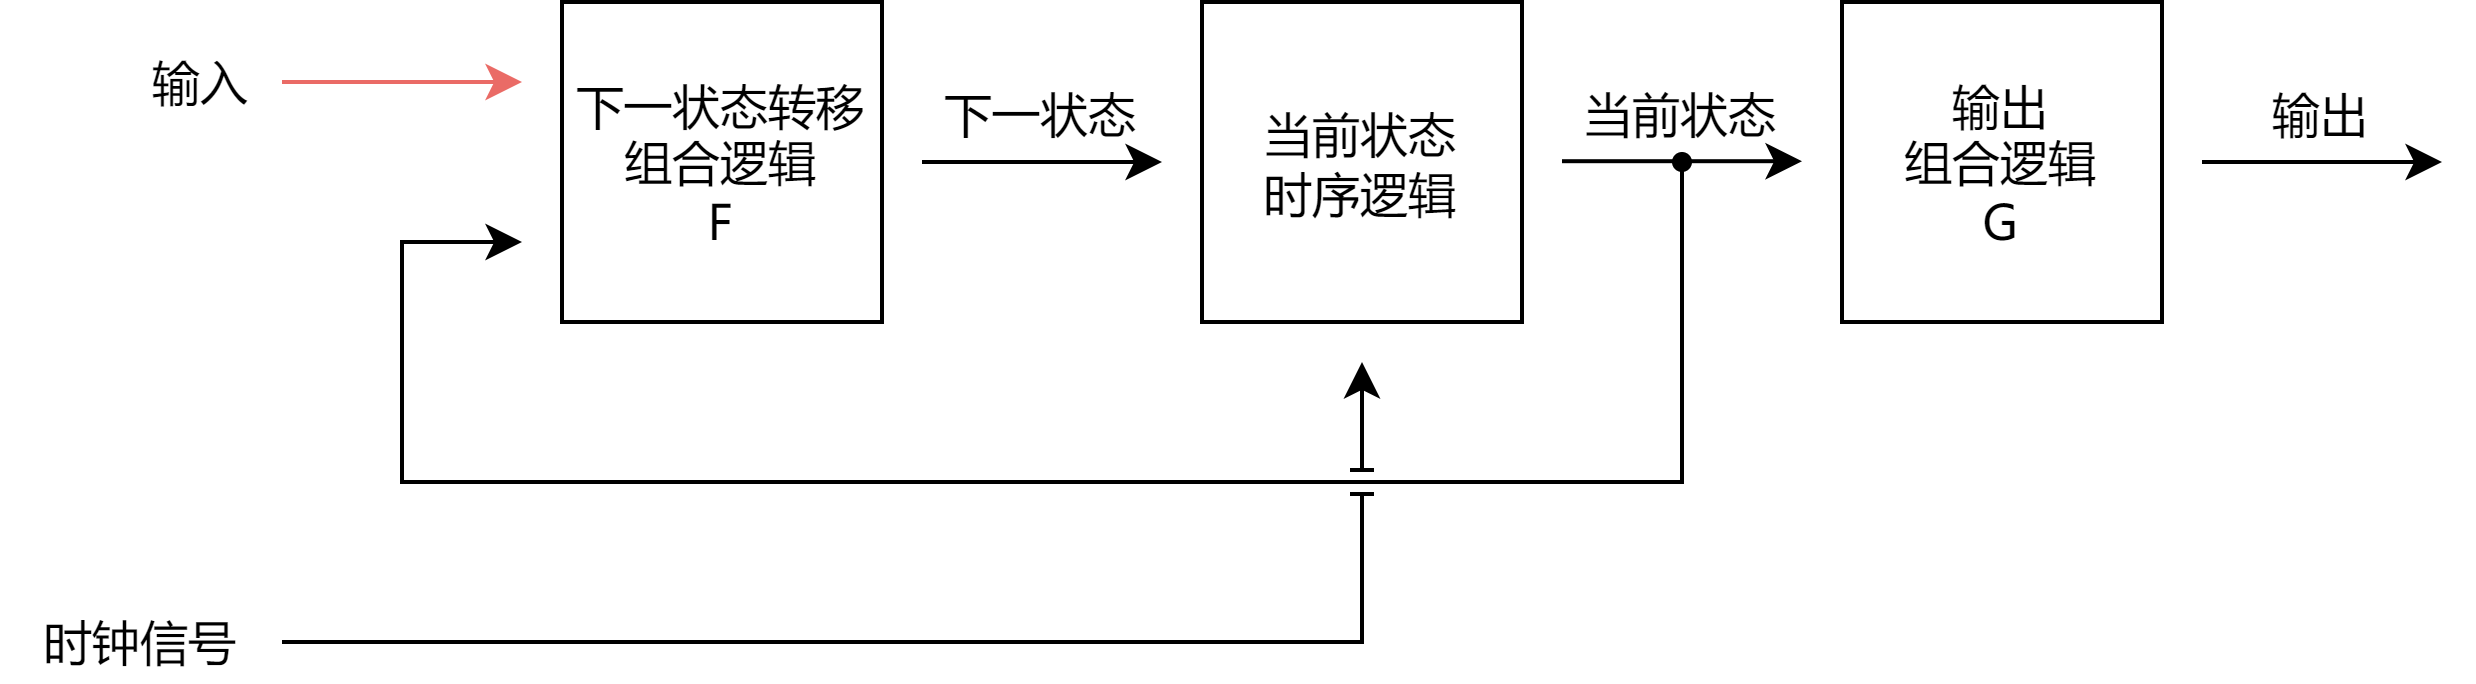 输入
下一状态转移
组合逻辑
F
下一状态
当前状态
时序逻辑
当前状态
输出
组合逻辑
G
输出
时钟信号